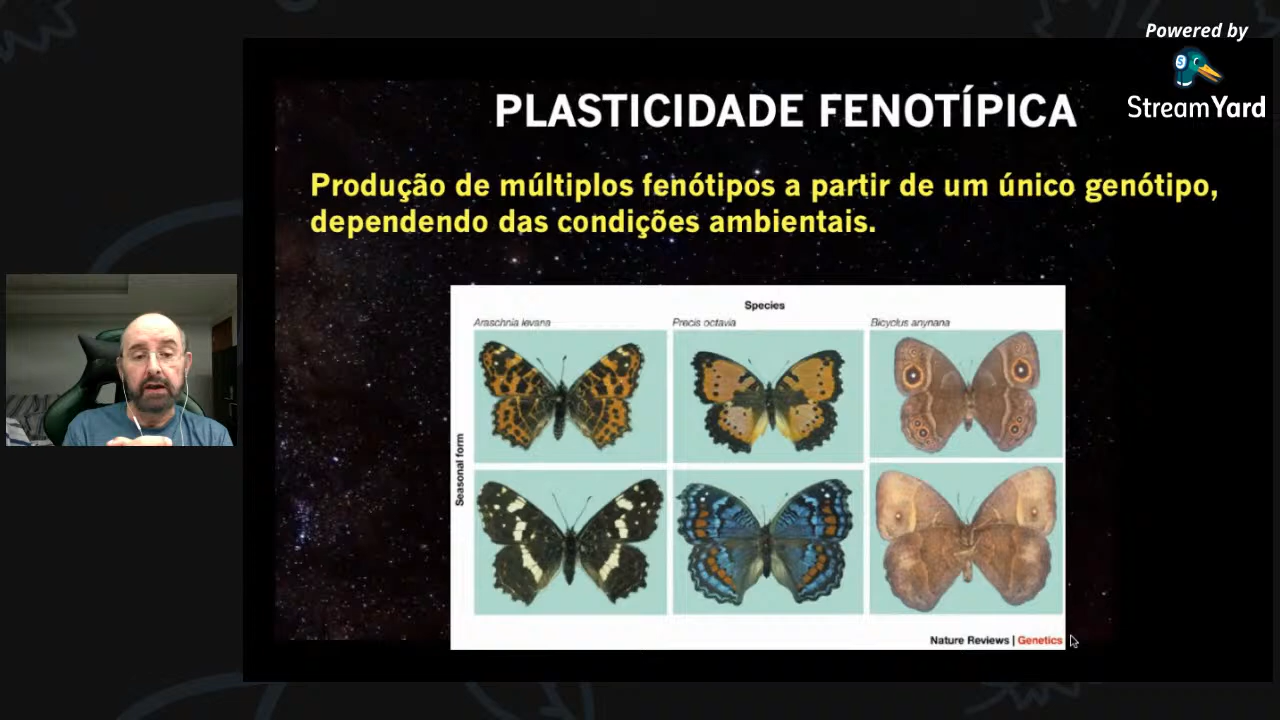 Powered by
StreamYard
PLASTICIDADE FENOTÍPICA
Produção de múltiplos fenótipos a partir de um único genótipo,
dependendo das condições ambientais.
Species
Araschnia levana
Precis octavia
Bicyclus anynana
Seasonal form
Nature Reviews | Genetics